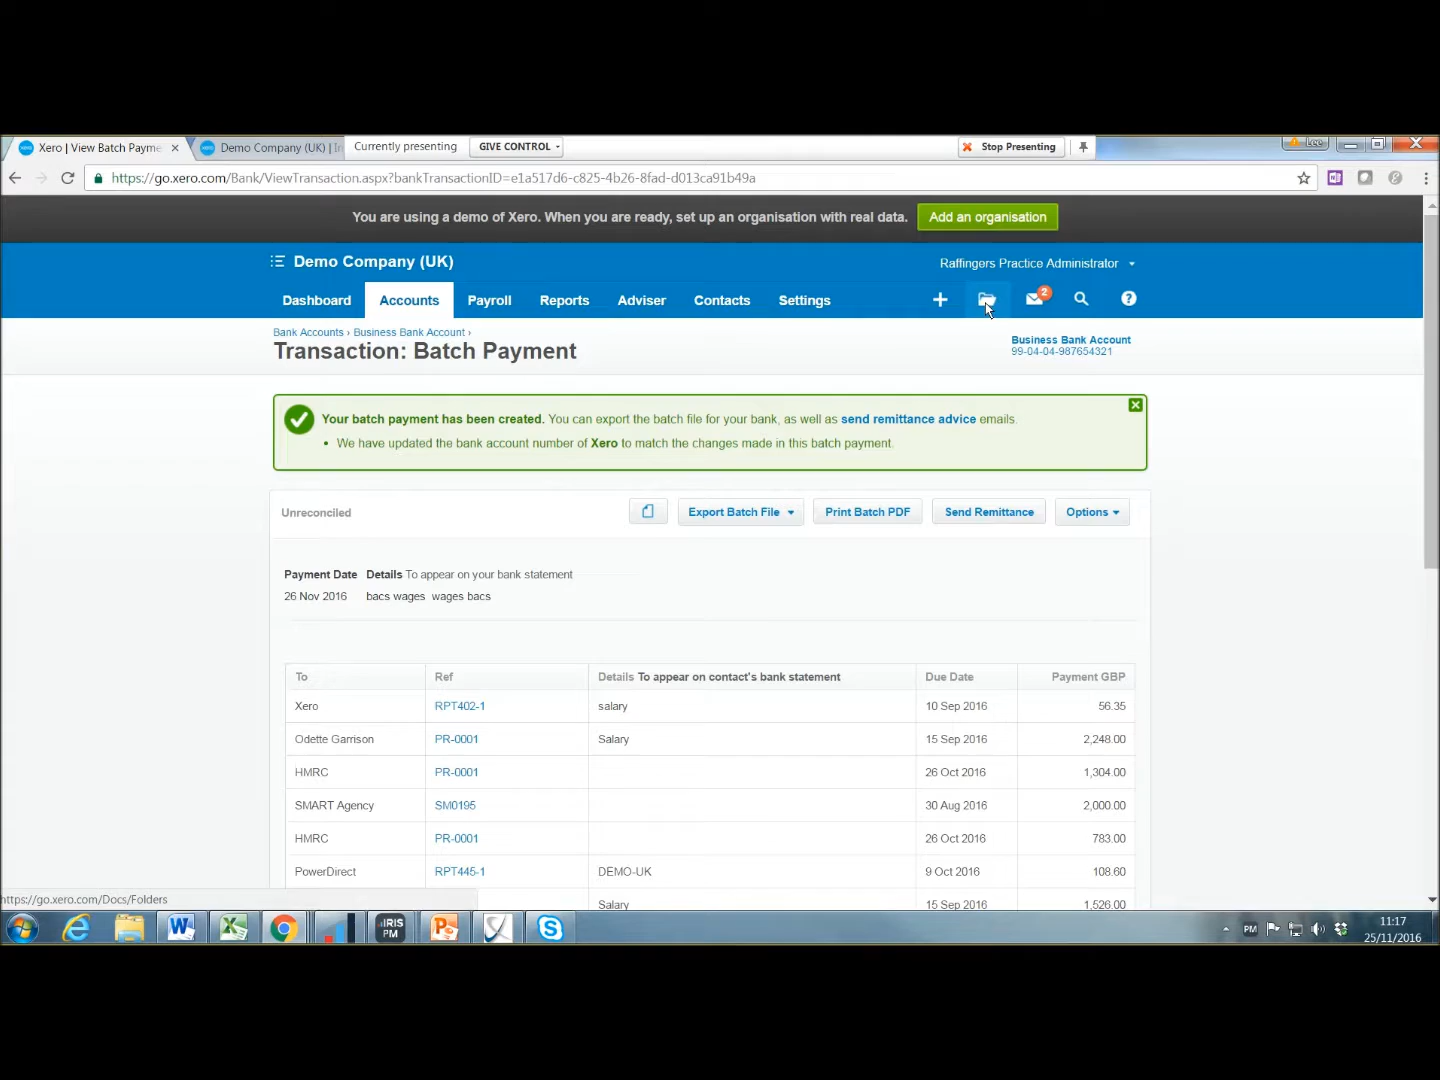 Xero | View Batch Payme
Demo Company (UK) | In
Currently presenting
GIVE CONTROL
Stop Presenting
Lee
https://go.xero.com/Bank/ViewTransaction.aspx?bankTransactionID=e1a517d6-c825-4b26-8fad-d013ca91b49a
You are using a demo of Xero. When you are ready, set up an organisation with real data.
Add an organisation
Demo Company (UK)
Raffingers Practice Administrator
Dashboard Accounts Payroll Reports Adviser Contacts Settings
2
?
Bank Accounts › Business Bank Account ›
Transaction: Batch Payment
Business Bank Account
99-04-04-987654321
Your batch payment has been created. You can export the batch file for your bank, as well as send remittance advice emails.
• We have updated the bank account number of Xero to match the changes made in this batch payment.
Unreconciled
Export Batch File
Print Batch PDF
Send Remittance
Options
Payment Date Details To appear on your bank statement
26 Nov 2016 bacs wages wages bacs
To Ref Details To appear on contact's bank statement Due Date Payment GBP
Xero RPT402-1 salary 10 Sep 2016 56.35
Odette Garrison PR-0001 Salary 15 Sep 2016 2,248.00
HMRC PR-0001 26 Oct 2016 1,304.00
SMART Agency SM0195 30 Aug 2016 2,000.00
HMRC PR-0001 26 Oct 2016 783.00
PowerDirect RPT445-1 DEMO-UK 9 Oct 2016 108.60
Salary 15 Sep 2016 1,526.00
https://go.xero.com/Docs/Folders
IRIS
PM
PM
11:17
25/11/2016